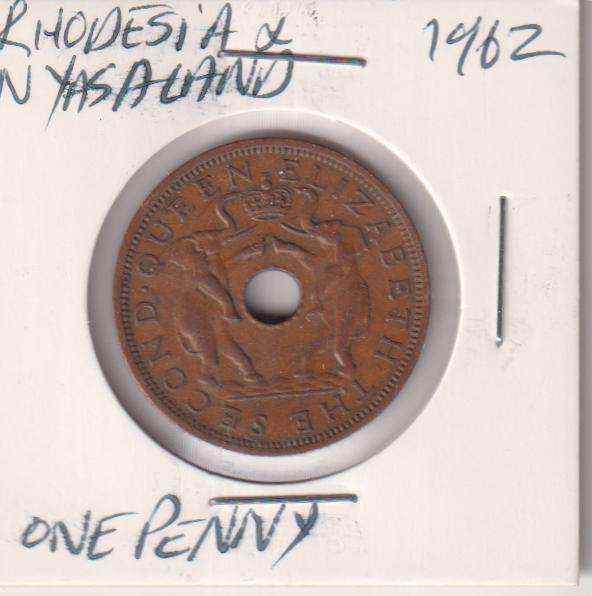 RHODESIA &
NYASALAND
1962
QUEEN ELIZABETH THE SECOND
ONE PENNY